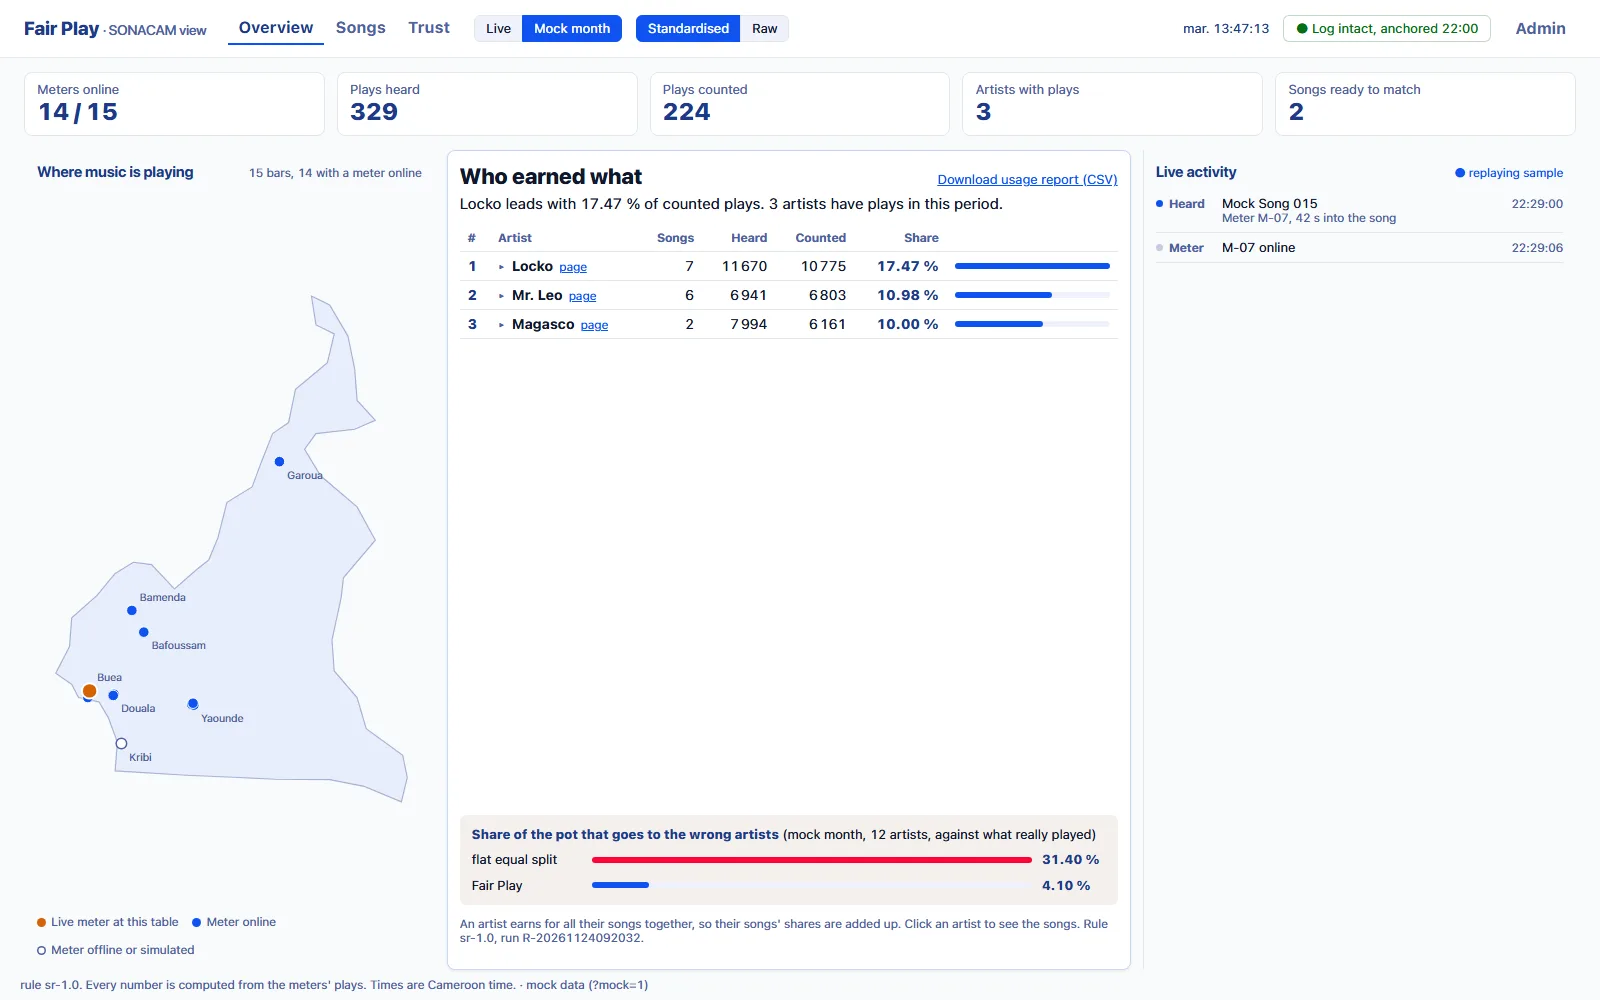 Fair Play · SONACAM view
Overview
Songs
Trust
Live
Mock month
Standardised
Raw
mar. 13:47:13
Log intact, anchored 22:00
Admin
Meters online
14 / 15
Plays heard
329
Plays counted
224
Artists with plays
3
Songs ready to match
2
Where music is playing
15 bars, 14 with a meter online
Garoua
Bamenda
Bafoussam
Buea
Douala
Yaounde
Kribi
Live meter at this table
Meter online
Meter offline or simulated
Who earned what
Download usage report (CSV)
Locko leads with 17.47 % of counted plays. 3 artists have plays in this period.
# Artist Songs Heard Counted Share
1 ▸ Locko page 7 11 670 10 775 17.47 %
2 ▸ Mr. Leo page 6 6 941 6 803 10.98 %
3 ▸ Magasco page 2 7 994 6 161 10.00 %
Share of the pot that goes to the wrong artists (mock month, 12 artists, against what really played)
flat equal split 31.40 %
Fair Play 4.10 %
An artist earns for all their songs together, so their songs' shares are added up. Click an artist to see the songs. Rule
sr-1.0, run R-20261124092032.
Live activity
replaying sample
Heard Mock Song 015 22:29:00
Meter M-07, 42 s into the song
Meter M-07 online 22:29:06
rule sr-1.0. Every number is computed from the meters' plays. Times are Cameroon time. · mock data (?mock=1)